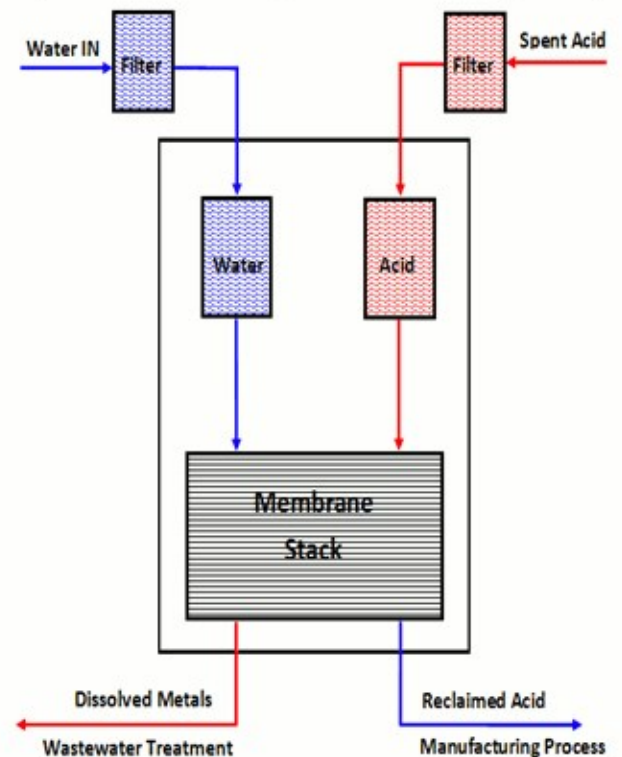 Water IN
Filter
Spent Acid
Filter
Water
Acid
Membrane
Stack
Dissolved Metals
Wastewater Treatment
Reclaimed Acid
Manufacturing Process